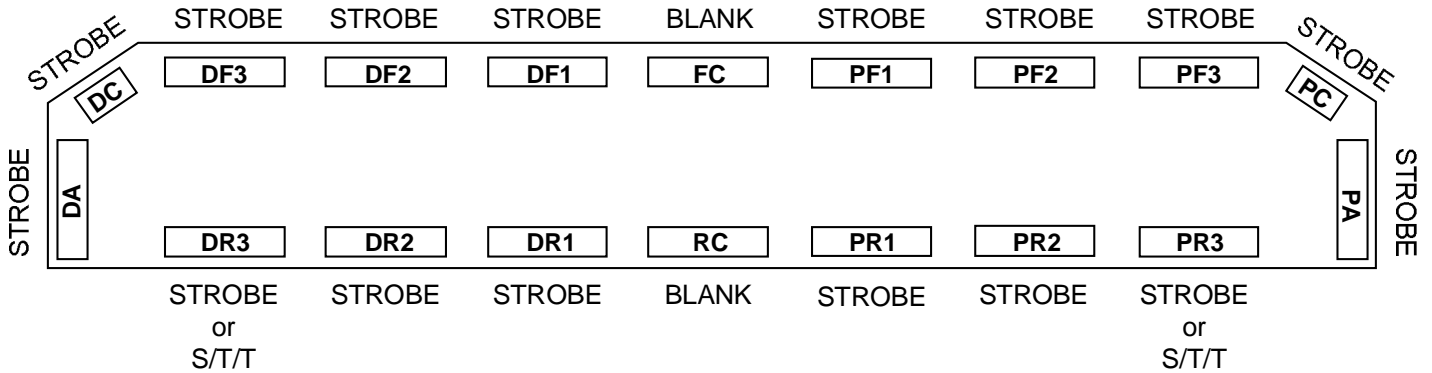 STROBE STROBE STROBE BLANK STROBE STROBE STROBE
STROBE STROBE
DF3 DF2 DF1 FC PF1 PF2 PF3
DC PC
STROBE DA PA STROBE
DR3 DR2 DR1 RC PR1 PR2 PR3
STROBE STROBE STROBE BLANK STROBE STROBE STROBE
or or
S/T/T S/T/T